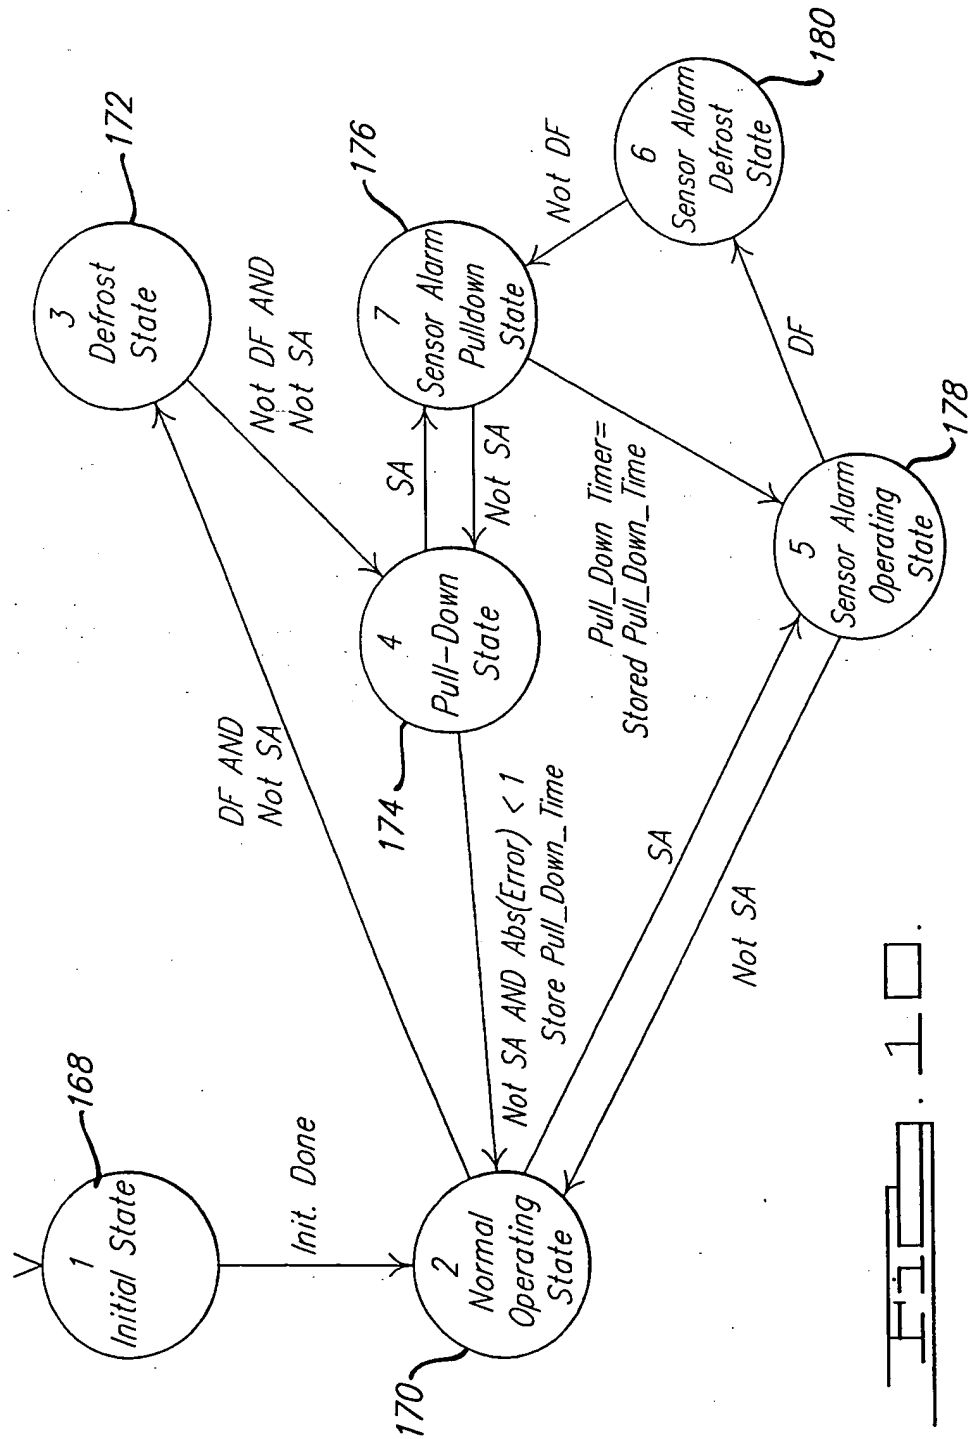 168
1
Initial State
Init. Done
170
2
Normal
Operating
State
172
3
Defrost
State
DF AND
Not SA
Not DF AND
Not SA
174
4
Pull-Down
State
SA
Not SA
176
7
Sensor Alarm
Pulldown
State
Not SA AND Abs(Error) < 1
Store Pull_Down_Time
Pull_Down Timer=
Stored Pull_Down_Time
Not DF
180
6
Sensor Alarm
Defrost
State
DF
178
5
Sensor Alarm
Operating
State
SA
Not SA
Fig. 10.